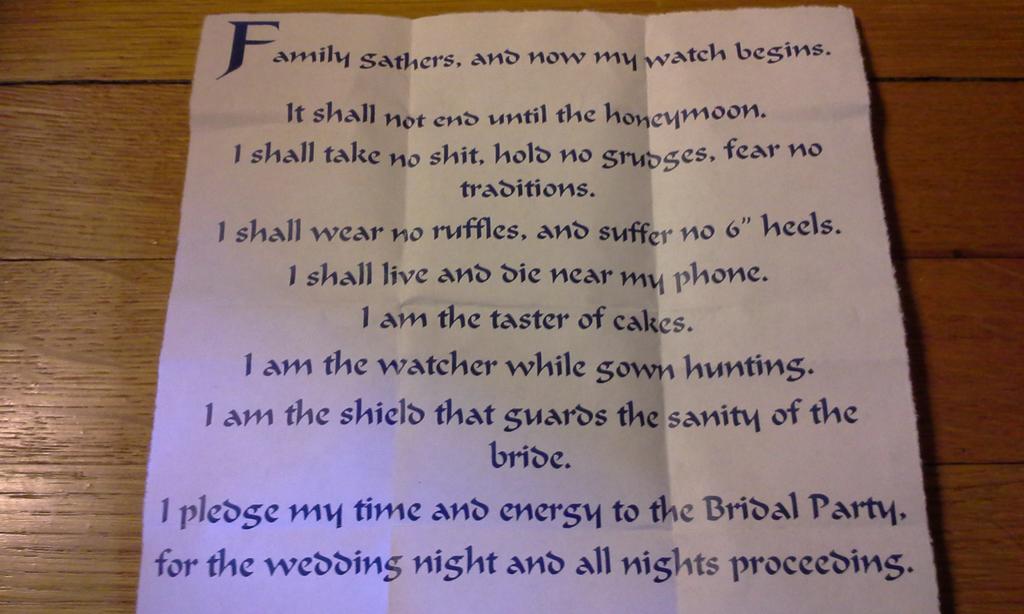 Family gathers, and now my watch begins.
It shall not end until the honeymoon.
I shall take no shit, hold no grudges, fear no
traditions.
I shall wear no ruffles, and suffer no 6" heels.
I shall live and die near my phone.
I am the taster of cakes.
I am the watcher while gown hunting.
I am the shield that guards the sanity of the
bride.
I pledge my time and energy to the Bridal Party,
for the wedding night and all nights proceeding.